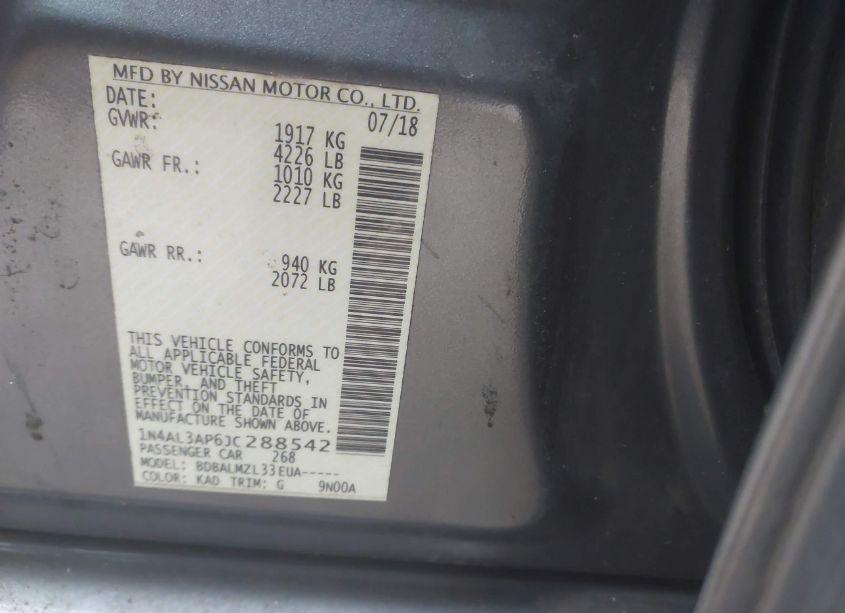 MFD BY NISSAN MOTOR CO., LTD.
DATE: 07/18
GVWR: 1917 KG
4226 LB
GAWR FR.: 1010 KG
2227 LB
GAWR RR.: 940 KG
2072 LB
THIS VEHICLE CONFORMS TO
ALL APPLICABLE FEDERAL
MOTOR VEHICLE SAFETY,
BUMPER, AND THEFT
PREVENTION STANDARDS IN
EFFECT ON THE DATE OF
MANUFACTURE SHOWN ABOVE.
1N4AL3AP6JC288542
PASSENGER CAR 268
MODEL: BDBALMZL33EUA-----
COLOR: KAD TRIM: G 9N00A